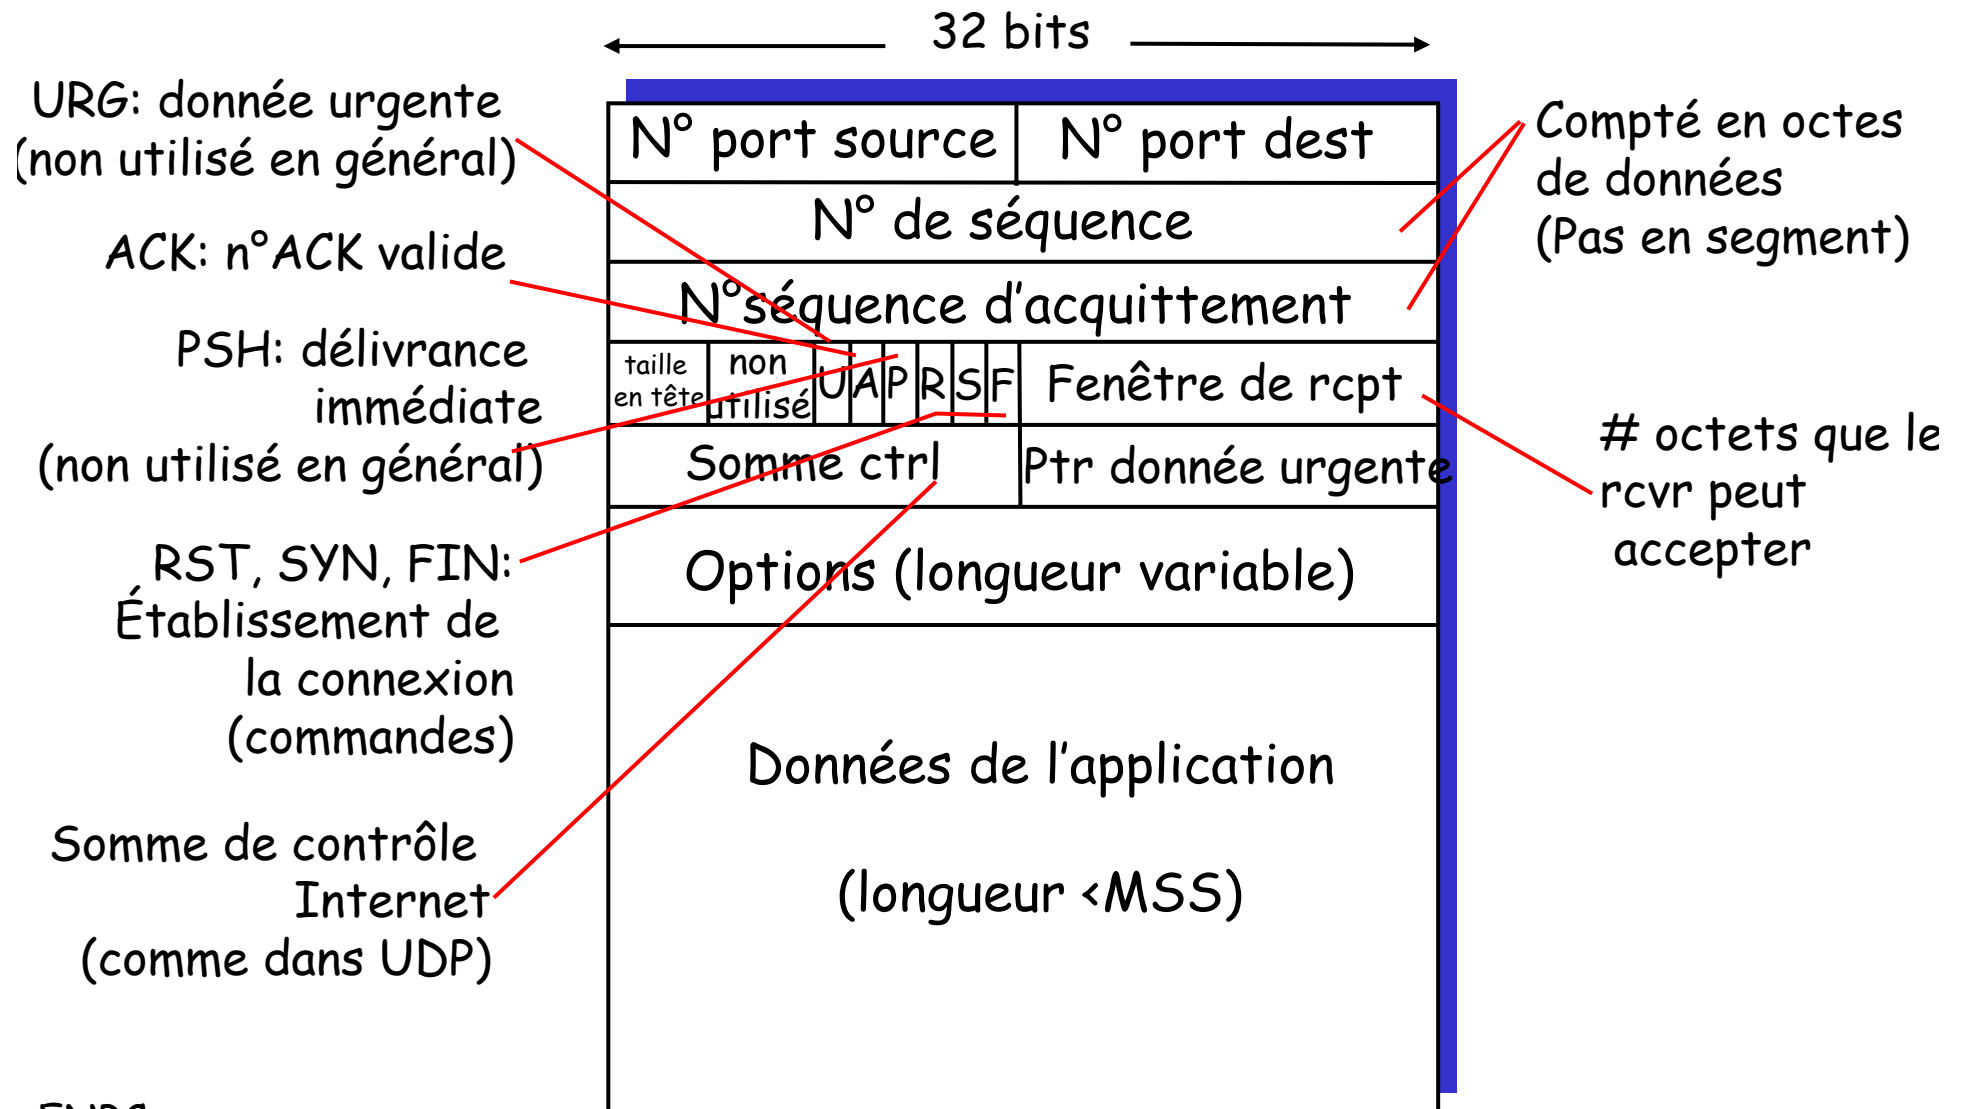 32 bits
URG: donnée urgente
(non utilisé en général)
ACK: n°ACK valide
PSH: délivrance
immédiate
(non utilisé en général)
RST, SYN, FIN:
Établissement de
la connexion
(commandes)
Somme de contrôle
Internet
(comme dans UDP)
N° port source N° port dest
N° de séquence
N°séquence d'acquittement
taille
en tête
non
utilisé
U A P R S F Fenêtre de rcpt
Somme ctrl Ptr donnée urgente
Options (longueur variable)
Données de l'application
(longueur <MSS)
Compté en octes
de données
(Pas en segment)
# octets que le
rcvr peut
accepter